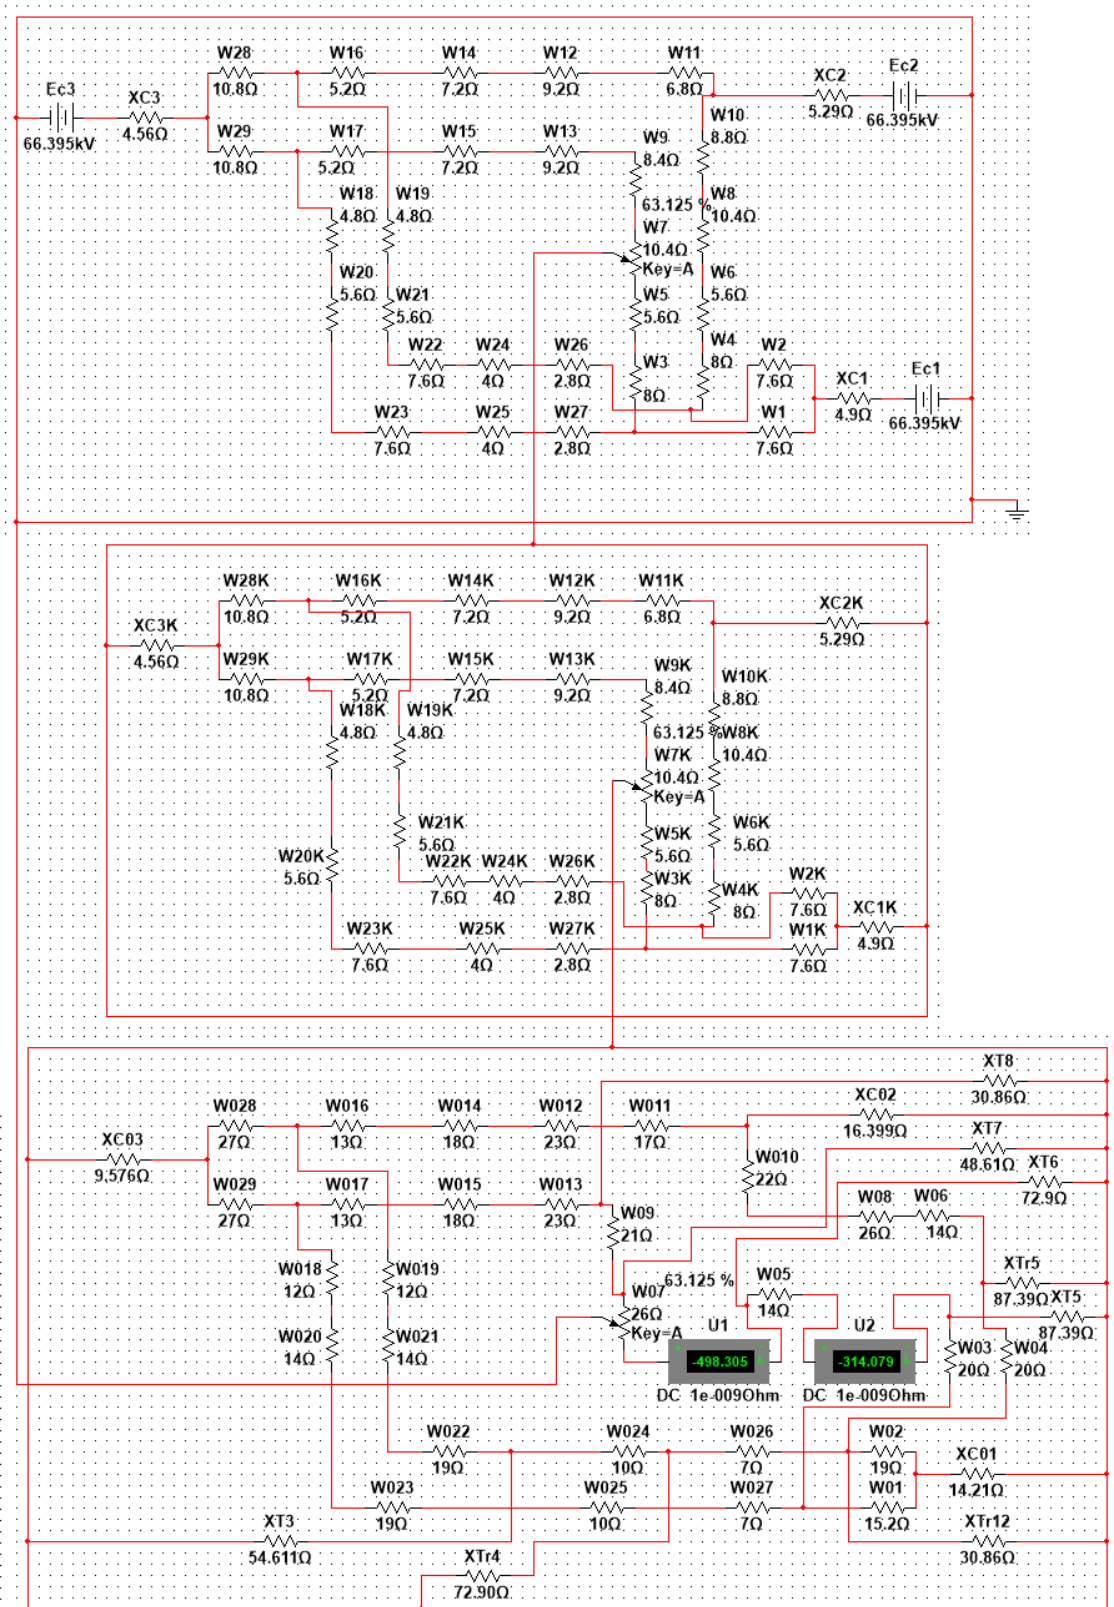 W28 W16 W14 W12 W11
10.8Ω 5.2Ω 7.2Ω 9.2Ω 6.8Ω
Ec3 XC3 XC2 Ec2
66.395kV 4.56Ω 5.29Ω 66.395kV
W29 W17 W15 W13
10.8Ω 5.2Ω 7.2Ω 9.2Ω
W9 W10
8.4Ω 8.8Ω
W18 W19
4.8Ω 4.8Ω
63.125 %
W7 W8
10.4Ω 10.4Ω
Key=A
W20 W21
5.6Ω 5.6Ω
W5 W6
5.6Ω 5.6Ω
W22 W24 W26
7.6Ω 4Ω 2.8Ω
W3 W4
8Ω 8Ω
W2 XC1 Ec1
7.6Ω 4.9Ω 66.395kV
W23 W25 W27 W1
7.6Ω 4Ω 2.8Ω 7.6Ω
W28K W16K W14K W12K W11K
10.8Ω 5.2Ω 7.2Ω 9.2Ω 6.8Ω
XC3K XC2K
4.56Ω 5.29Ω
W29K W17K W15K W13K
10.8Ω 5.2Ω 7.2Ω 9.2Ω
W9K W10K
8.4Ω 8.8Ω
W18K W19K
4.8Ω 4.8Ω
63.125 %
W7K W8K
10.4Ω 10.4Ω
Key=A
W20K W21K
5.6Ω 5.6Ω
W5K W6K
5.6Ω 5.6Ω
W22K W24K W26K
7.6Ω 4Ω 2.8Ω
W3K W4K
8Ω 8Ω
W2K XC1K
7.6Ω 4.9Ω
W23K W25K W27K W1K
7.6Ω 4Ω 2.8Ω 7.6Ω
XT8
30.86Ω
W028 W016 W014 W012 W011 XC02
27Ω 13Ω 18Ω 23Ω 17Ω 16.399Ω
XC03 XT7
9.576Ω 48.61Ω
W010 XT6
22Ω 72.9Ω
W029 W017 W015 W013
27Ω 13Ω 18Ω 23Ω
W09 W08 W06
21Ω 26Ω 14Ω
W018 W019
12Ω 12Ω
63.125 % W05 XTr5
14Ω 87.39Ω
W07 XT5
26Ω 87.39Ω
Key=A
W020 W021
14Ω 14Ω
U1 U2
-498.305 -314.079
DC 1e-009Ohm DC 1e-009Ohm
W03 W04
20Ω 20Ω
W022 W024 W026 W02
19Ω 10Ω 7Ω 19Ω
XC01
14.21Ω
W023 W025 W027 W01
19Ω 10Ω 7Ω 15.2Ω
XT3 XTr12
54.611Ω 30.86Ω
XTr4
72.90Ω